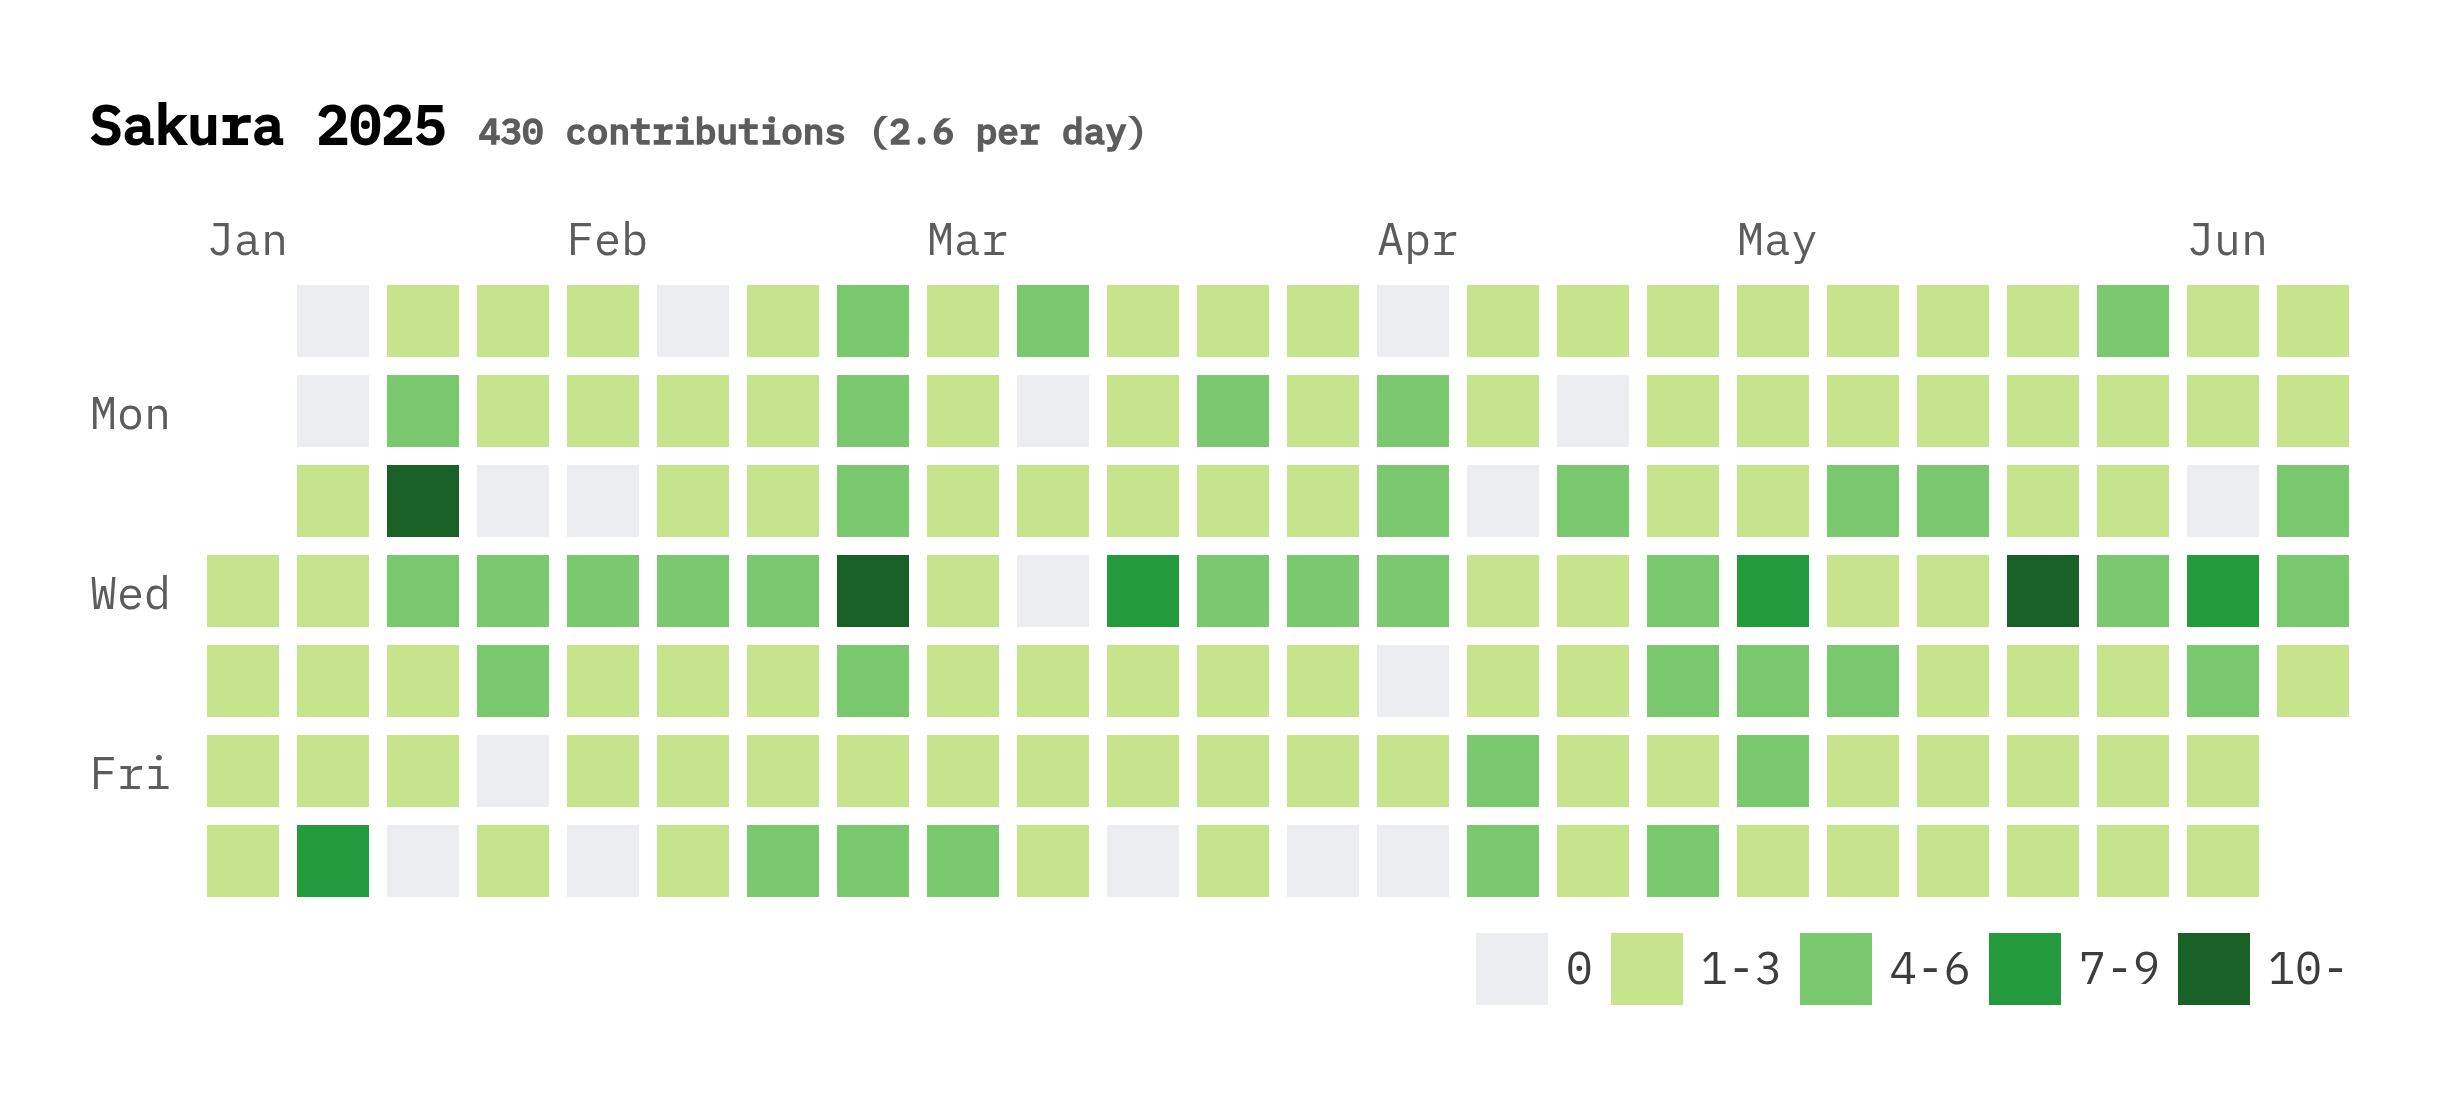 Sakura 2025 430 contributions (2.6 per day)
Jan Feb Mar Apr May Jun
Mon
Wed
Fri
0 1-3 4-6 7-9 10-